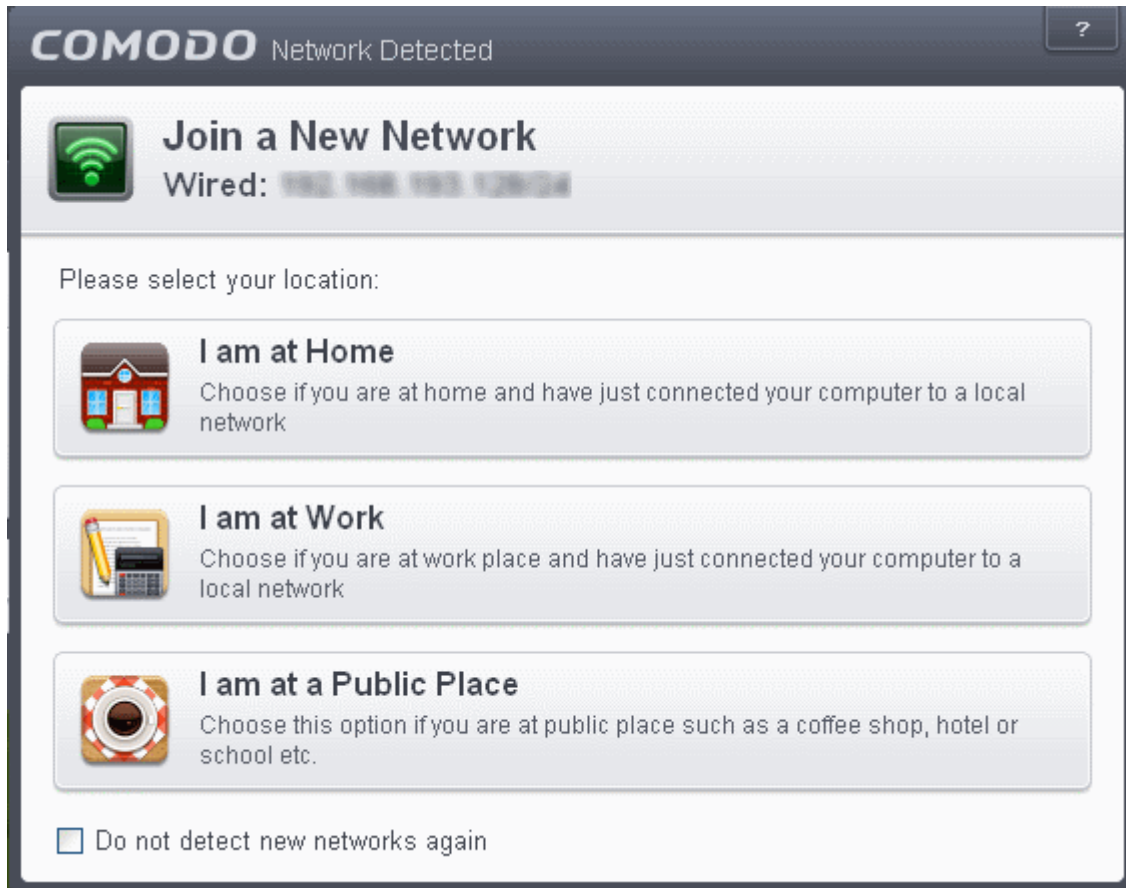 COMODO Network Detected
?
Join a New Network
Wired:
Please select your location:
I am at Home
Choose if you are at home and have just connected your computer to a local
network
I am at Work
Choose if you are at work place and have just connected your computer to a
local network
I am at a Public Place
Choose this option if you are at public place such as a coffee shop, hotel or
school etc.
Do not detect new networks again